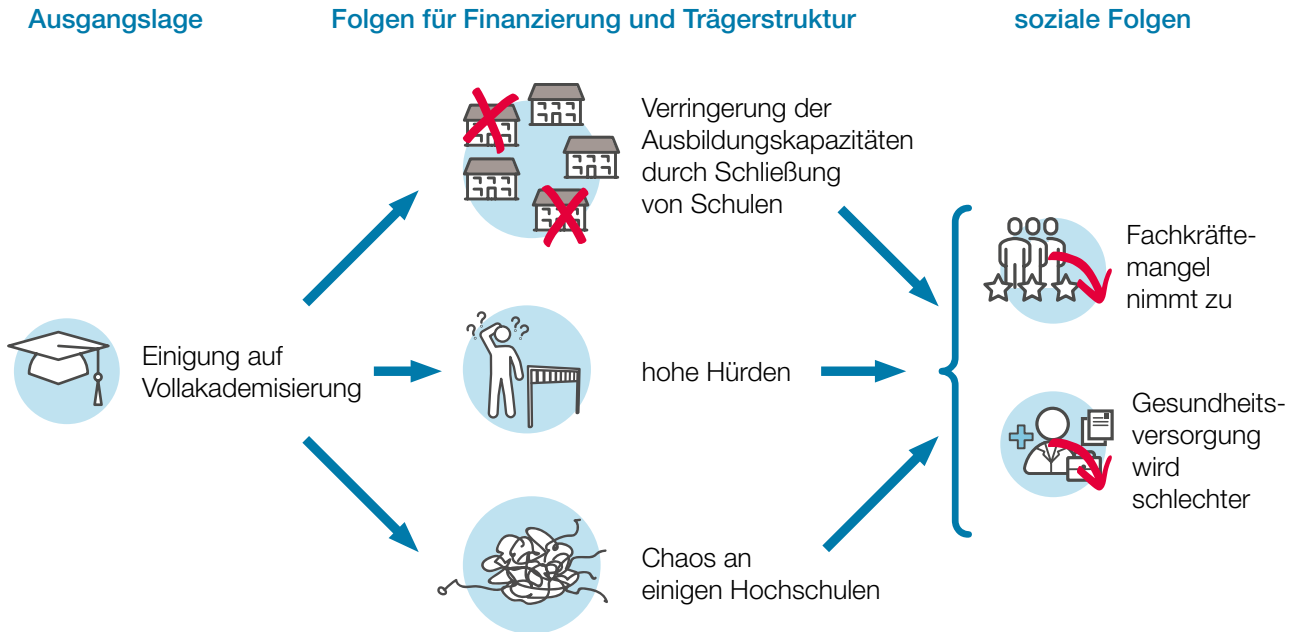 Ausgangslage
Folgen für Finanzierung und Trägerstruktur
soziale Folgen
Einigung auf
Vollakademisierung
Verringerung der
Ausbildungskapazitäten
durch Schließung
von Schulen
? ? ? ?
hohe Hürden
Chaos an
einigen Hochschulen
Fachkräfte-
mangel
nimmt zu
Gesundheits-
versorgung
wird
schlechter